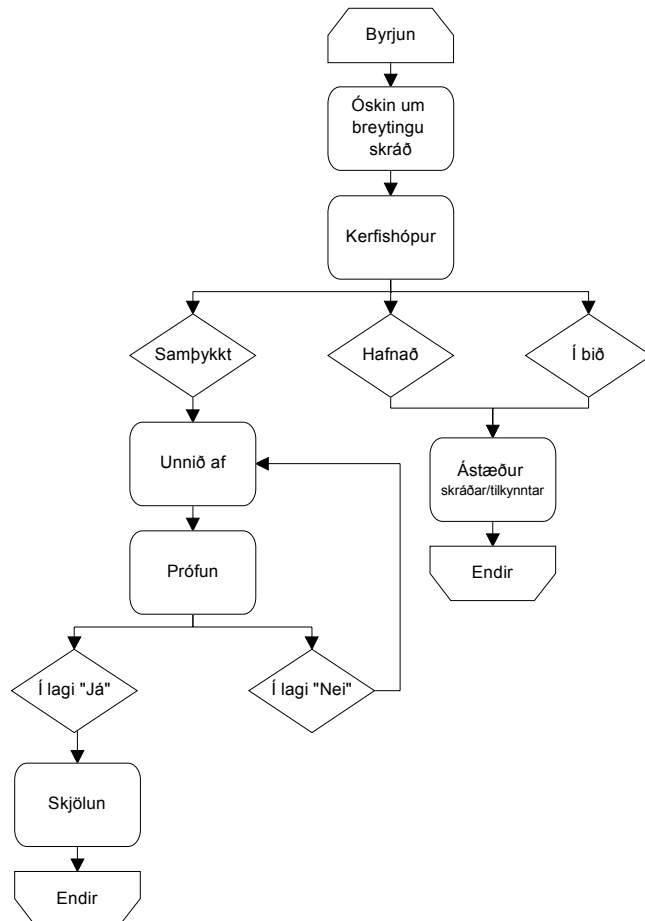 Byrjun
Óskin um
breytingu
skráð
Kerfishópur
Samþykkt
Hafnað
Í bið
Unnið af
Ástæður
skráðar/tilkynntar
Prófun
Endir
Í lagi "Já"
Í lagi "Nei"
Skjölun
Endir